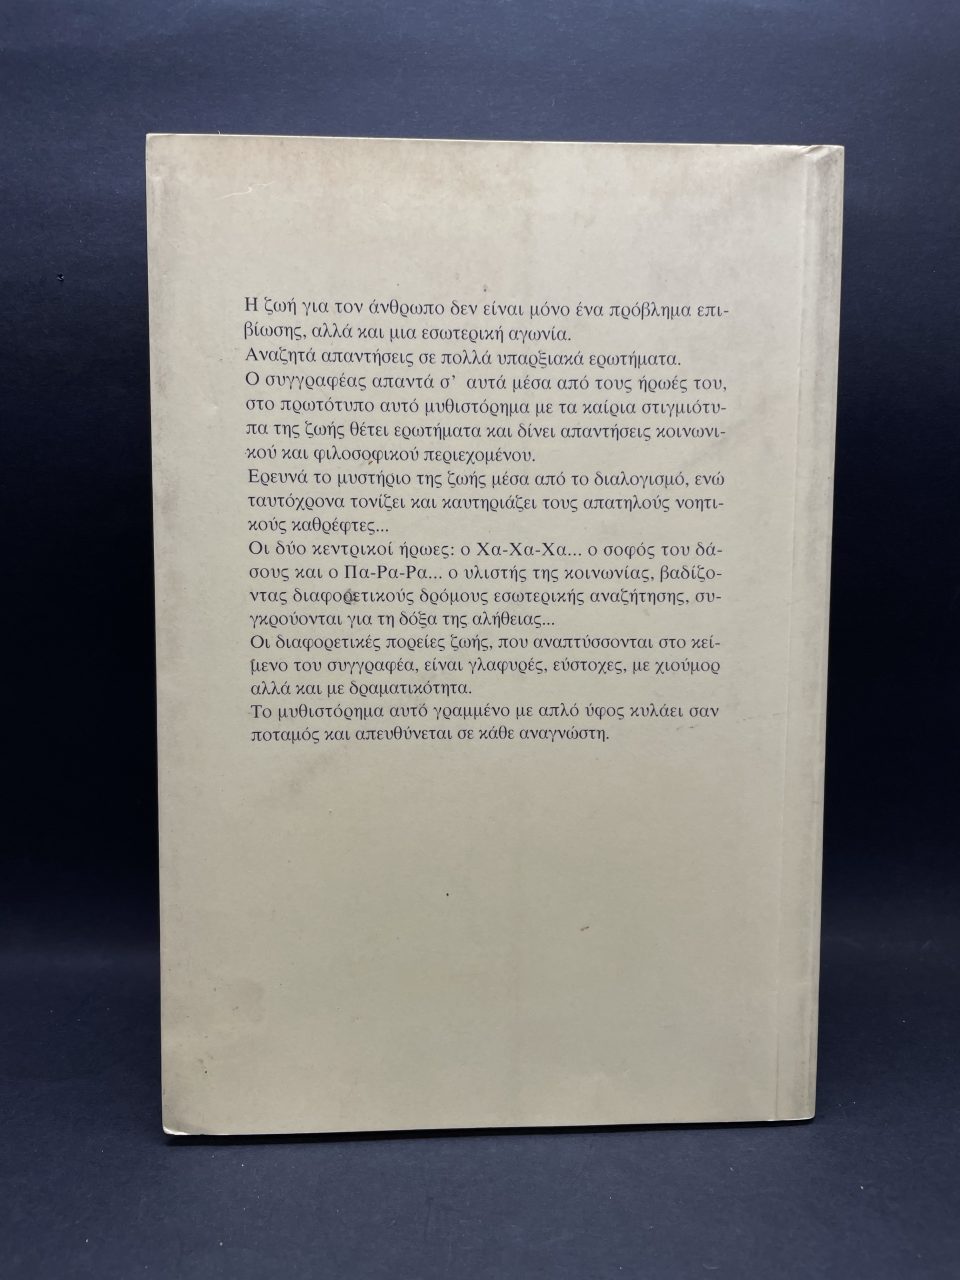 Η ζωή για τον άνθρωπο δεν είναι μόνο ένα πρόβλημα επι-
βίωσης, αλλά και μια εσωτερική αγωνία.
Αναζητά απαντήσεις σε πολλά υπαρξιακά ερωτήματα.
Ο συγγραφέας απαντά σ' αυτά μέσα από τους ήρωές του,
στο πρωτότυπο αυτό μυθιστόρημα με τα καίρια στιγμιότυ-
πα της ζωής θέτει ερωτήματα και δίνει απαντήσεις κοινωνι-
κού και φιλοσοφικού περιεχομένου.
Ερευνά το μυστήριο της ζωής μέσα από το διαλογισμό, ενώ
ταυτόχρονα τονίζει και καυτηριάζει τους απατηλούς νοητι-
κούς καθρέφτες...
Οι δύο κεντρικοί ήρωες: ο Χα-Χα-Χα... ο σοφός του δά-
σους και ο Πα-Ρα-Ρα... ο υλιστής της κοινωνίας, βαδίζο-
ντας διαφορετικούς δρόμους εσωτερικής αναζήτησης, συ-
γκρούονται για τη δόξα της αλήθειας...
Οι διαφορετικές πορείες ζωής, που αναπτύσσονται στο κεί-
μενο του συγγραφέα, είναι γλαφυρές, εύστοχες, με χιούμορ
αλλά και με δραματικότητα.
Το μυθιστόρημα αυτό γραμμένο με απλό ύφος κυλάει σαν
ποταμός και απευθύνεται σε κάθε αναγνώστη.